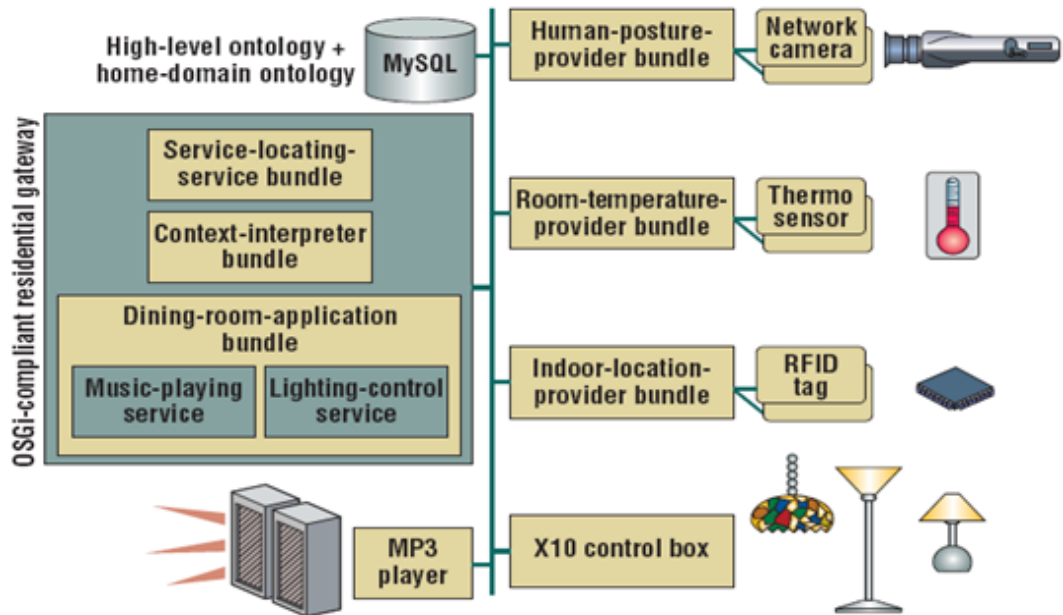 High-level ontology +
home-domain ontology
MySQL
OSGi-compliant residential gateway
Service-locating-
service bundle
Context-interpreter
bundle
Dining-room-application
bundle
Music-playing
service
Lighting-control
service
MP3
player
Human-posture-
provider bundle
Network
camera
Room-temperature-
provider bundle
Thermo
sensor
Indoor-location-
provider bundle
RFID
tag
X10 control box